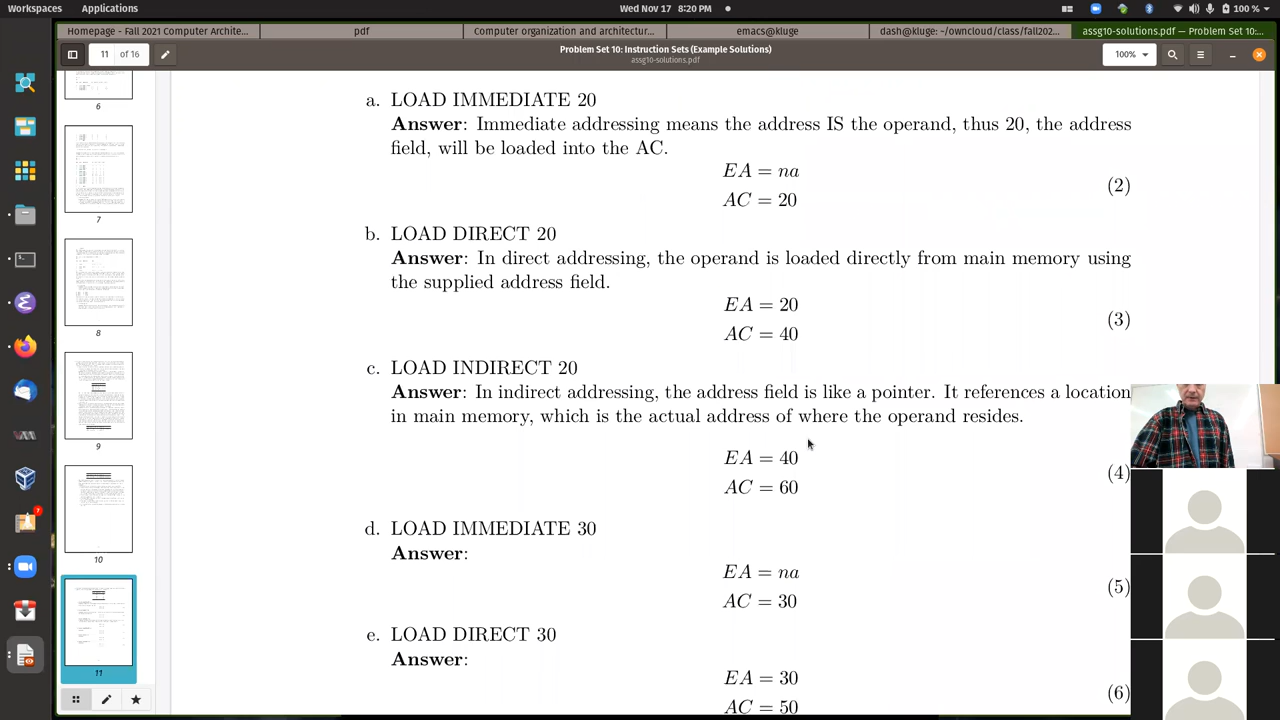 Workspaces Applications Wed Nov 17 8:20 PM 100 %
Homepage - Fall 2021 Computer Archite... pdf Computer organization and architectur... emacs@kluge dash@kluge: ~/owncloud/class/fall202... assg10-solutions.pdf — Problem Set 10:...
11 of 16 Problem Set 10: Instruction Sets (Example Solutions) 100%
assg10-solutions.pdf
a. LOAD IMMEDIATE 20
Answer: Immediate addressing means the address IS the operand, thus 20, the address
field, will be loaded into the AC.
EA = na
(2)
AC = 20
b. LOAD DIRECT 20
Answer: In direct addressing, the operand is loaded directly from main memory using
the supplied address field.
EA = 20
(3)
AC = 40
c. LOAD INDIRECT 20
Answer: In indirect addressing, the address field is like a pointer. It references a location
in main memory, which is the actual address of where the operand resides.
EA = 40
(4)
AC = 60
d. LOAD IMMEDIATE 30
Answer:
EA = na
(5)
AC = 30
e. LOAD DIRECT 30
Answer:
EA = 30
(6)
AC = 50
6
7
8
9
10
11
7